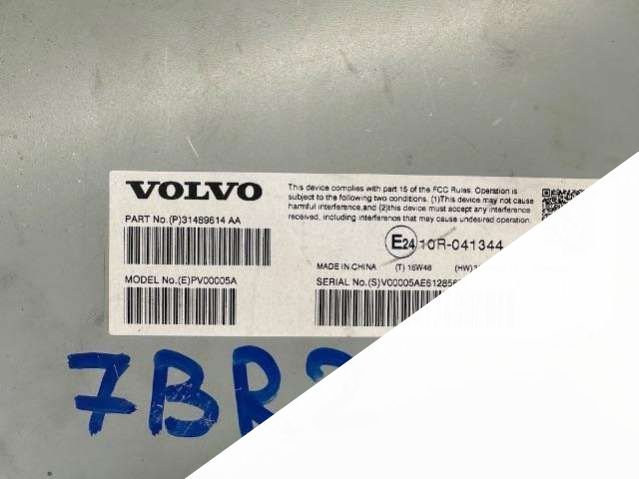 VOLVO
PART No.(P)31489614 AA
MODEL No.(E)PV00005A
This device complies with part 15 of the FCC Rules. Operation is
subject to the following two conditions. (1)This device may not cause
harmful interference,and (2)this device must accept any interference
received, including interference that may cause undesired operation.
E24 10R-041344
MADE IN CHINA (T) 16W48 (HW)
SERIAL No.(S)V00005AE61285
7BR